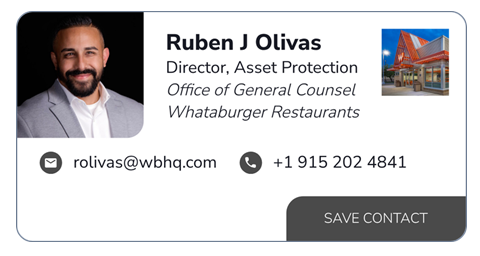 Ruben J Olivas
Director, Asset Protection
Office of General Counsel
Whataburger Restaurants
rolivas@wbhq.com
+1 915 202 4841
SAVE CONTACT